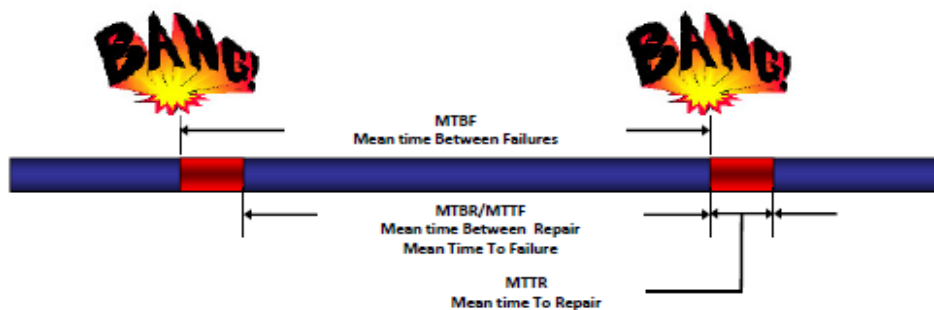 BANG!
BANG!
MTBF
Mean time Between Failures
MTBR/MTTF
Mean time Between Repair
Mean Time To Failure
MTTR
Mean time To Repair